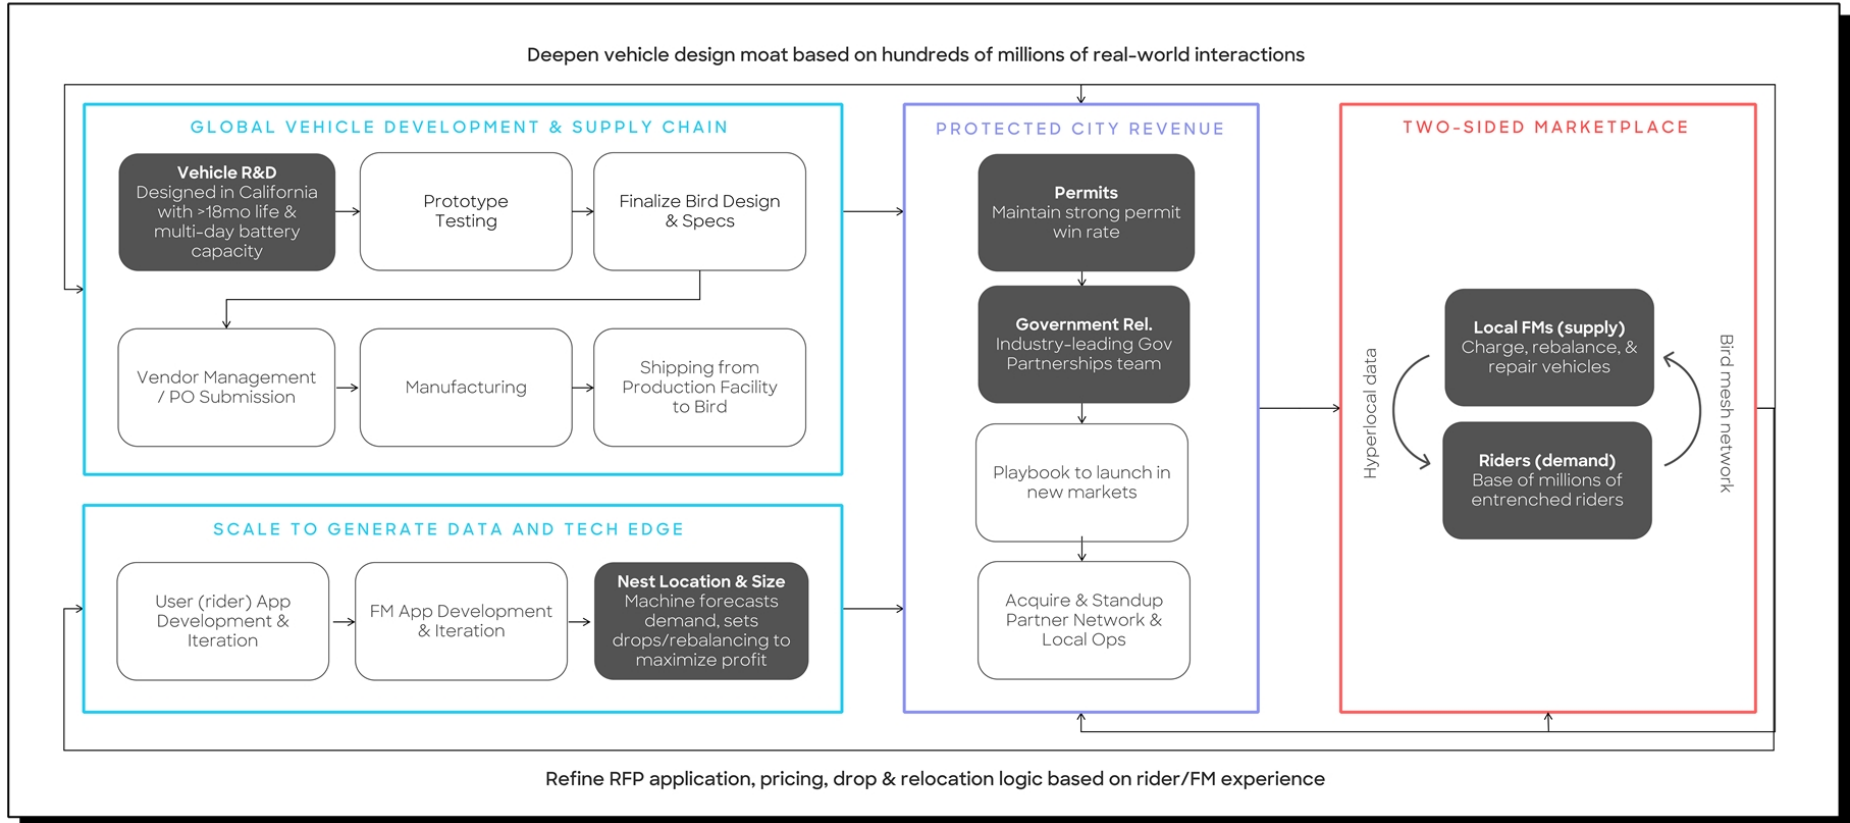 Deepen vehicle design moat based on hundreds of millions of real-world interactions
GLOBAL VEHICLE DEVELOPMENT & SUPPLY CHAIN
Vehicle R&D
Designed in California
with >18mo life &
multi-day battery
capacity
Prototype
Testing
Finalize Bird Design
& Specs
Vendor Management
/ PO Submission
Manufacturing
Shipping from
Production Facility
to Bird
SCALE TO GENERATE DATA AND TECH EDGE
User (rider) App
Development &
Iteration
FM App Development
& Iteration
Nest Location & Size
Machine forecasts
demand, sets
drops/rebalancing to
maximize profit
PROTECTED CITY REVENUE
Permits
Maintain strong permit
win rate
Government Rel.
Industry-leading Gov
Partnerships team
Playbook to launch in
new markets
Acquire & Standup
Partner Network &
Local Ops
TWO-SIDED MARKETPLACE
Hyperlocal data
Local FMs (supply)
Charge, rebalance, &
repair vehicles
Riders (demand)
Base of millions of
entrenched riders
Bird mesh network
Refine RFP application, pricing, drop & relocation logic based on rider/FM experience